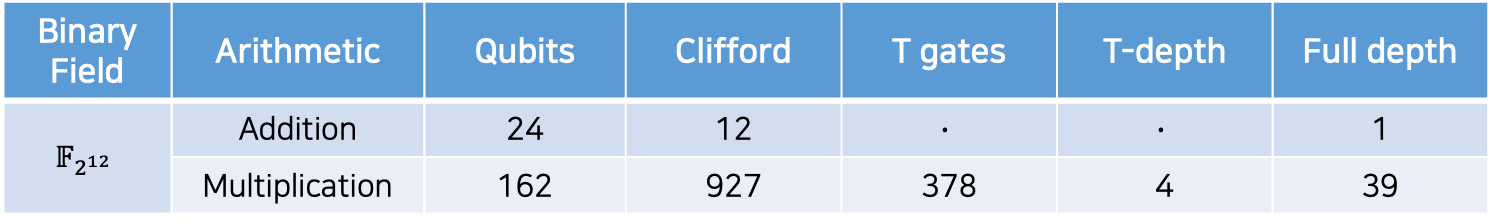 Binary Field Arithmetic Qubits Clifford T gates T-depth Full depth
𝔽₂¹² Addition 24 12 · · 1
Multiplication 162 927 378 4 39